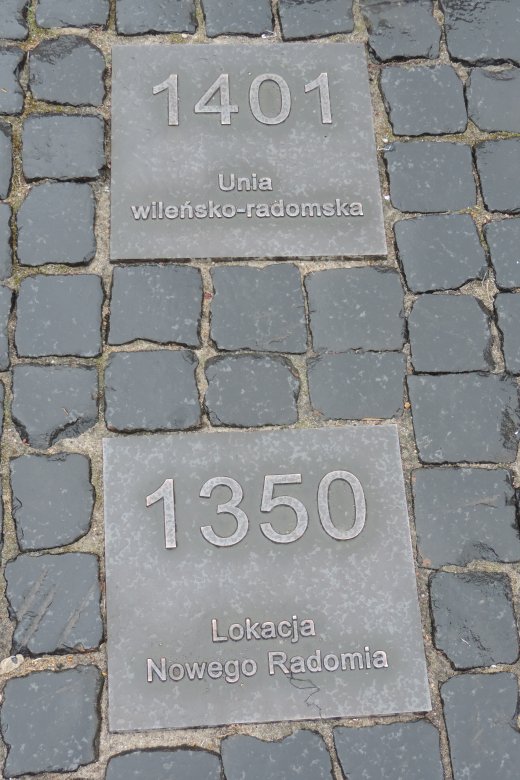 1401
Unia
wileńsko-radomska
1350
Lokacja
Nowego Radomia